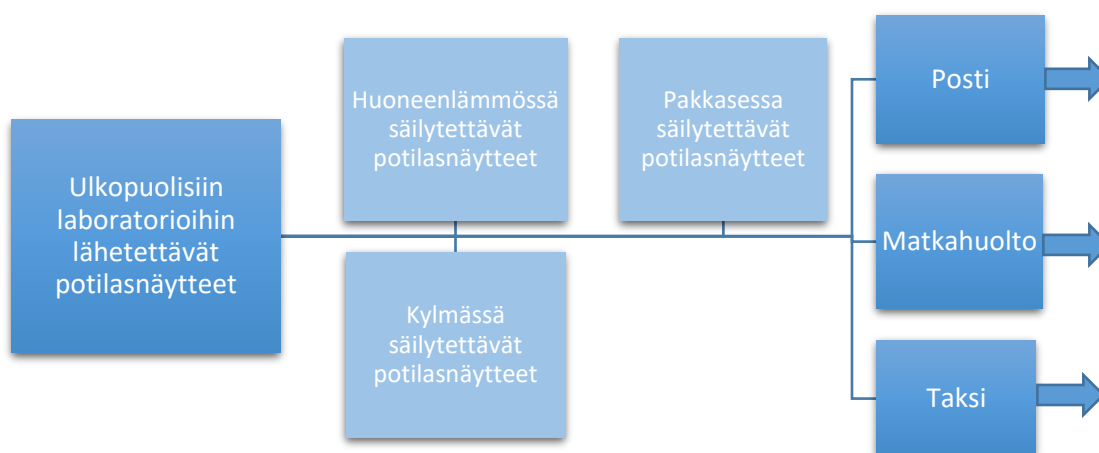 Ulkopuolisiin
laboratorioihin
lähetettävät
potilasnäytteet
Huoneenlämmössä
säilytettävät
potilasnäytteet
Kylmässä
säilytettävät
potilasnäytteet
Pakkasessa
säilytettävät
potilasnäytteet
Posti
Matkahuolto
Taksi